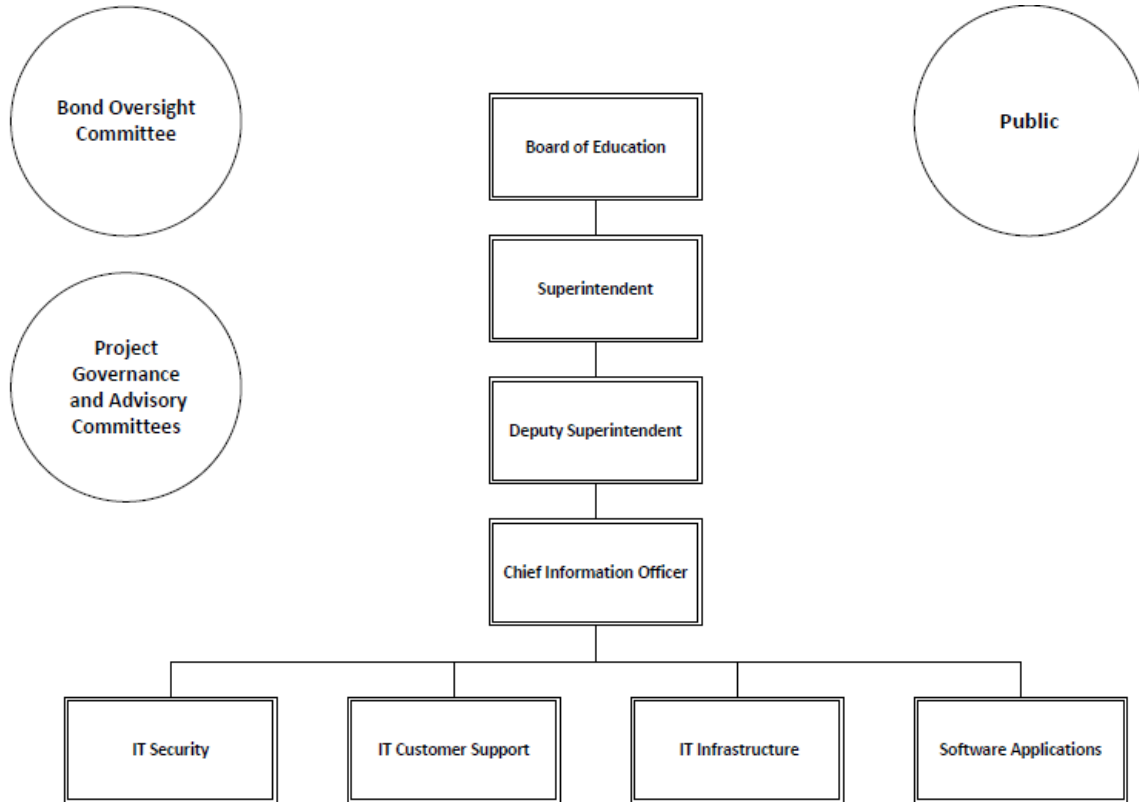 Bond Oversight
Committee
Public
Board of Education
Superintendent
Project
Governance
and Advisory
Committees
Deputy Superintendent
Chief Information Officer
IT Security
IT Customer Support
IT Infrastructure
Software Applications